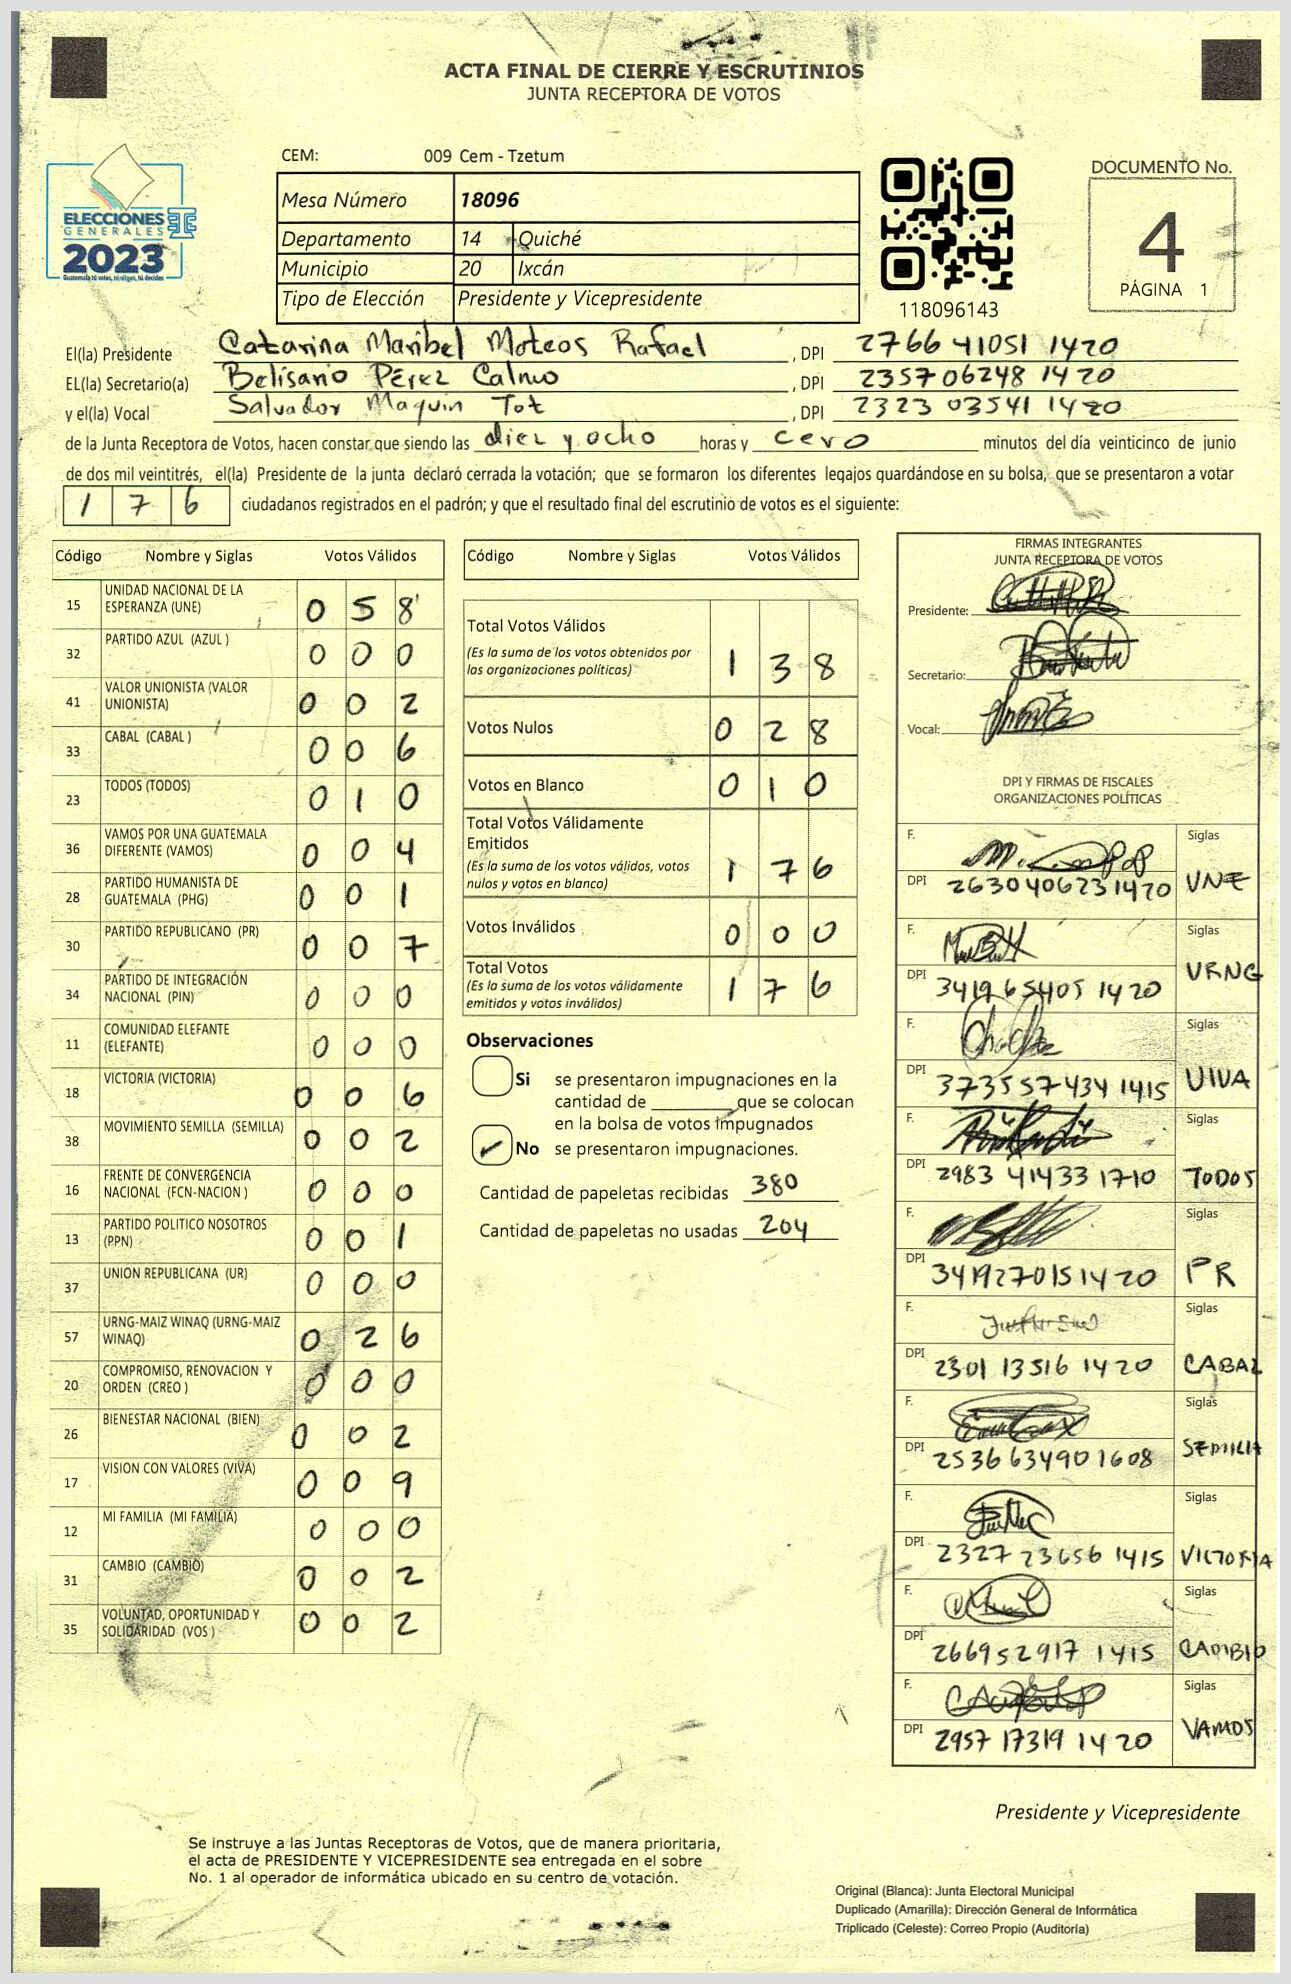 ACTA FINAL DE CIERRE Y ESCRUTINIOS
JUNTA RECEPTORA DE VOTOS
ELECCIONES
GENERALES
2023
Guatemala tú votas, tú eliges, tú decides
CEM: 009 Cem - Tzetum
Mesa Número 18096
Departamento 14 Quiché
Municipio 20 Ixcán
Tipo de Elección Presidente y Vicepresidente
118096143
DOCUMENTO No.
4
PÁGINA 1
El(la) Presidente Catarina Maribel Mateos Rafael , DPI 2766 41051 1420
EL(la) Secretario(a) Belisario Pérez Calmo , DPI 2357 06248 1420
y el(la) Vocal Salvador Maquin Tot , DPI 2323 03541 1420
de la Junta Receptora de Votos, hacen constar que siendo las diez y ocho horas y cero minutos del día veinticinco de junio
de dos mil veintitrés, el(la) Presidente de la junta declaró cerrada la votación; que se formaron los diferentes legajos guardándose en su bolsa, que se presentaron a votar
1 7 6 ciudadanos registrados en el padrón; y que el resultado final del escrutinio de votos es el siguiente:
Código Nombre y Siglas Votos Válidos
15 UNIDAD NACIONAL DE LA ESPERANZA (UNE) 0 5 8
32 PARTIDO AZUL (AZUL ) 0 0 0
41 VALOR UNIONISTA (VALOR UNIONISTA) 0 0 2
33 CABAL (CABAL ) 0 0 6
23 TODOS (TODOS) 0 1 0
36 VAMOS POR UNA GUATEMALA DIFERENTE (VAMOS) 0 0 4
28 PARTIDO HUMANISTA DE GUATEMALA (PHG) 0 0 1
30 PARTIDO REPUBLICANO (PR) 0 0 7
34 PARTIDO DE INTEGRACIÓN NACIONAL (PIN) 0 0 0
11 COMUNIDAD ELEFANTE (ELEFANTE) 0 0 0
18 VICTORIA (VICTORIA) 0 0 6
38 MOVIMIENTO SEMILLA (SEMILLA) 0 0 2
16 FRENTE DE CONVERGENCIA NACIONAL (FCN-NACION ) 0 0 0
13 PARTIDO POLITICO NOSOTROS (PPN) 0 0 1
37 UNION REPUBLICANA (UR) 0 0 0
57 URNG-MAIZ WINAQ (URNG-MAIZ WINAQ) 0 2 6
20 COMPROMISO, RENOVACION Y ORDEN (CREO ) 0 0 0
26 BIENESTAR NACIONAL (BIEN) 0 0 2
17 VISION CON VALORES (VIVA) 0 0 9
12 MI FAMILIA (MI FAMILIA) 0 0 0
31 CAMBIO (CAMBIO) 0 0 2
35 VOLUNTAD, OPORTUNIDAD Y SOLIDARIDAD (VOS ) 0 0 2
Código Nombre y Siglas Votos Válidos
Total Votos Válidos 1 3 8
(Es la suma de los votos obtenidos por
las organizaciones políticas)
Votos Nulos 0 2 8
Votos en Blanco 0 1 0
Total Votos Válidamente
Emitidos 1 7 6
(Es la suma de los votos válidos, votos
nulos y votos en blanco)
Votos Inválidos 0 0 0
Total Votos 1 7 6
(Es la suma de los votos válidamente
emitidos y votos inválidos)
Observaciones
Si se presentaron impugnaciones en la
cantidad de ________ que se colocan
en la bolsa de votos impugnados
No se presentaron impugnaciones.
Cantidad de papeletas recibidas 380
Cantidad de papeletas no usadas 204
FIRMAS INTEGRANTES
JUNTA RECEPTORA DE VOTOS
Presidente:
Secretario:
Vocal:
DPI Y FIRMAS DE FISCALES
ORGANIZACIONES POLÍTICAS
F. Siglas
DPI 2630406231420 UNE
F. Siglas
DPI 3419 65405 1420 URNG
F. Siglas
DPI 373557434 1415 VIVA
F. Siglas
DPI 2983 41433 1710 TODOS
F. Siglas
DPI 3419270151420 PR
F. Siglas
DPI 2301 13516 1420 CABAL
F. Siglas
DPI 2536634901608 SEMILLA
F. Siglas
DPI 2327 23656 1415 VICTORIA
F. Siglas
DPI 266952917 1415 CAMBIO
F. Siglas
DPI 2957 17319 1420 VAMOS
Presidente y Vicepresidente
Se instruye a las Juntas Receptoras de Votos, que de manera prioritaria,
el acta de PRESIDENTE Y VICEPRESIDENTE sea entregada en el sobre
No. 1 al operador de informática ubicado en su centro de votación.
Original (Blanca): Junta Electoral Municipal
Duplicado (Amarilla): Dirección General de Informática
Triplicado (Celeste): Correo Propio (Auditoría)